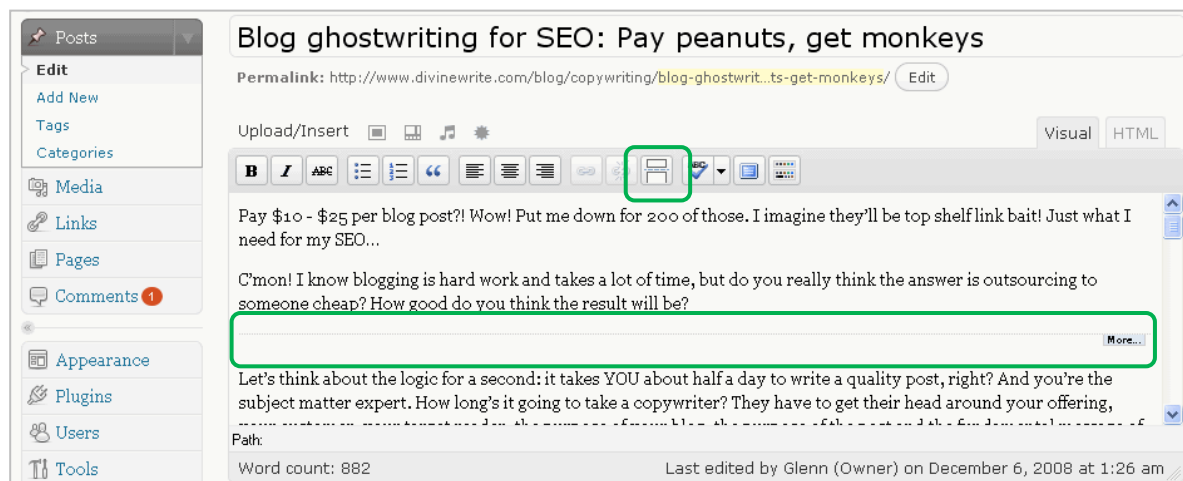 Posts
Edit
Add New
Tags
Categories
Media
Links
Pages
Comments 1
Appearance
Plugins
Users
Tools
Blog ghostwriting for SEO: Pay peanuts, get monkeys
Permalink: http://www.divinewrite.com/blog/copywriting/blog-ghostwrit...ts-get-monkeys/ Edit
Upload/Insert
Visual HTML
B I ABC ABC
Pay $10 - $25 per blog post?! Wow! Put me down for 200 of those. I imagine they'll be top shelf link bait! Just what I
need for my SEO...
C'mon! I know blogging is hard work and takes a lot of time, but do you really think the answer is outsourcing to
someone cheap? How good do you think the result will be?
More...
Let's think about the logic for a second: it takes YOU about half a day to write a quality post, right? And you're the
subject matter expert. How long's it going to take a copywriter? They have to get their head around your offering,
Path:
Word count: 882
Last edited by Glenn (Owner) on December 6, 2008 at 1:26 am